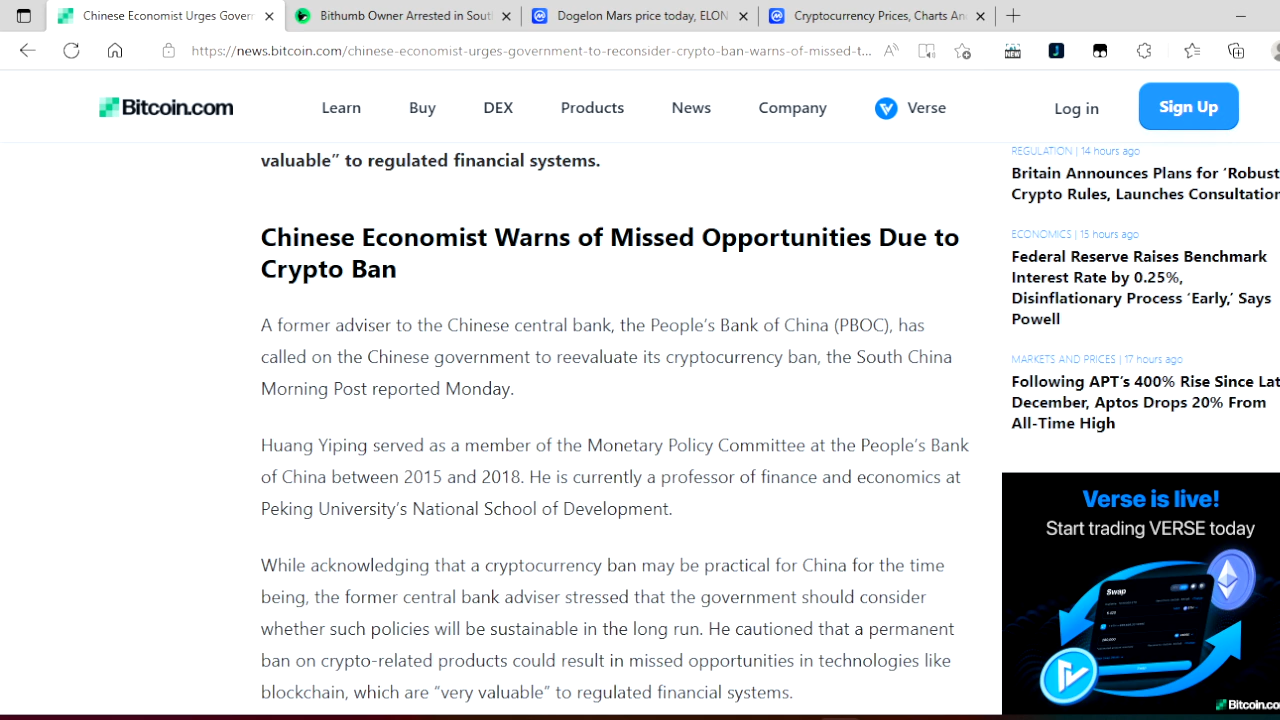 Chinese Economist Urges Gover
Bithumb Owner Arrested in Sout
Dogelon Mars price today, ELON
Cryptocurrency Prices, Charts An
https://news.bitcoin.com/chinese-economist-urges-government-to-reconsider-crypto-ban-warns-of-missed-t...
Bitcoin.com
Learn
Buy
DEX
Products
News
Company
Verse
Log in
Sign Up
valuable” to regulated financial systems.
Chinese Economist Warns of Missed Opportunities Due to
Crypto Ban
A former adviser to the Chinese central bank, the People’s Bank of China (PBOC), has
called on the Chinese government to reevaluate its cryptocurrency ban, the South China
Morning Post reported Monday.
Huang Yiping served as a member of the Monetary Policy Committee at the People’s Bank
of China between 2015 and 2018. He is currently a professor of finance and economics at
Peking University’s National School of Development.
While acknowledging that a cryptocurrency ban may be practical for China for the time
being, the former central bank adviser stressed that the government should consider
whether such policies will be sustainable in the long run. He cautioned that a permanent
ban on crypto-related products could result in missed opportunities in technologies like
blockchain, which are “very valuable” to regulated financial systems.
REGULATION | 14 hours ago
Britain Announces Plans for ‘Robust
Crypto Rules, Launches Consultation
ECONOMICS | 15 hours ago
Federal Reserve Raises Benchmark
Interest Rate by 0.25%,
Disinflationary Process ‘Early,’ Says
Powell
MARKETS AND PRICES | 17 hours ago
Following APT’s 400% Rise Since Lat
December, Aptos Drops 20% From
All-Time High
Verse is live!
Start trading VERSE today
Swap
Bitcoin.co